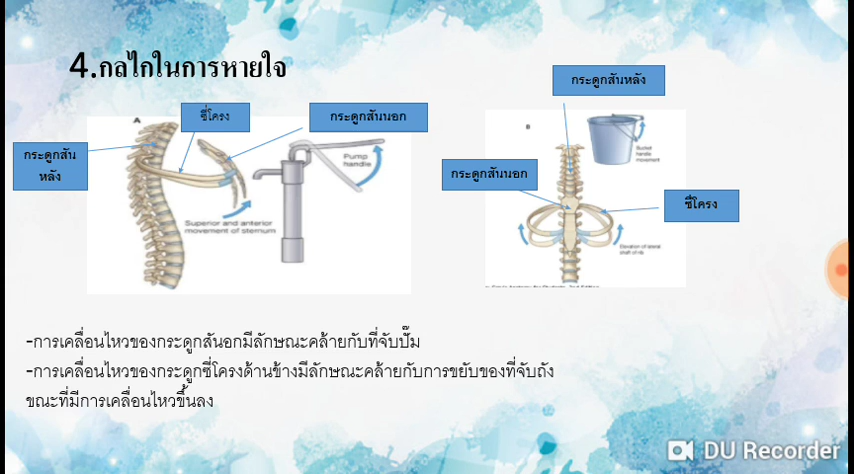 4.กลไกในการหายใจ
กระดูกสันหลัง
ซี่โครง
กระดูกสันนอก
กระดูกสัน
หลัง
กระดูกสันนอก
ซี่โครง
A
Pump
handle
Superior and anterior
movement of sternum
B
Bucket
handle
movement
Elevation of lateral
shaft of rib
-การเคลื่อนไหวของกระดูกสันอกมีลักษณะคล้ายกับที่จับปั๊ม
-การเคลื่อนไหวของกระดูกซี่โครงด้านข้างมีลักษณะคล้ายกับการขยับของที่จับถัง
ขณะที่มีการเคลื่อนไหวขึ้นลง
DU Recorder